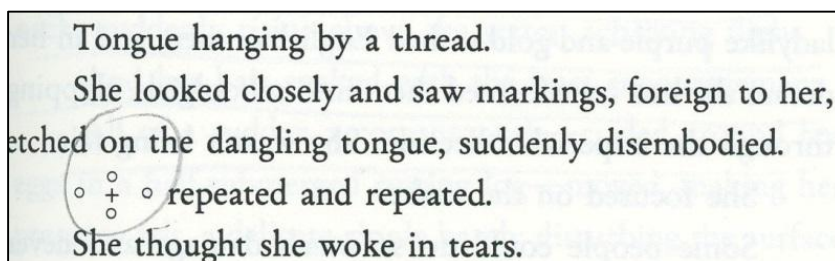 Tongue hanging by a thread.
She looked closely and saw markings, foreign to her,
etched on the dangling tongue, suddenly disembodied.
+ repeated and repeated.
She thought she woke in tears.